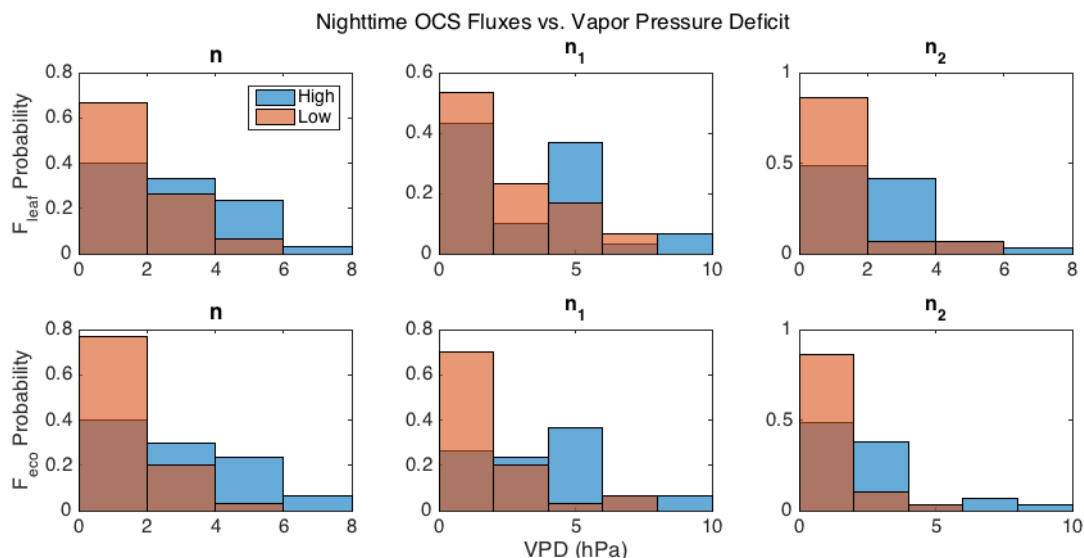 Nighttime OCS Fluxes vs. Vapor Pressure Deficit
n
n₁
n₂
F_leaf Probability
0.8
0.6
0.4
0.2
0
0 2 4 6 8
High
Low
0.6
0.4
0.2
0
0 5 10
1
0.5
0
0 2 4 6 8
n
n₁
n₂
F_eco Probability
0.8
0.6
0.4
0.2
0
0 2 4 6 8
0.8
0.6
0.4
0.2
0
0 5 10
VPD (hPa)
1
0.5
0
0 5 10